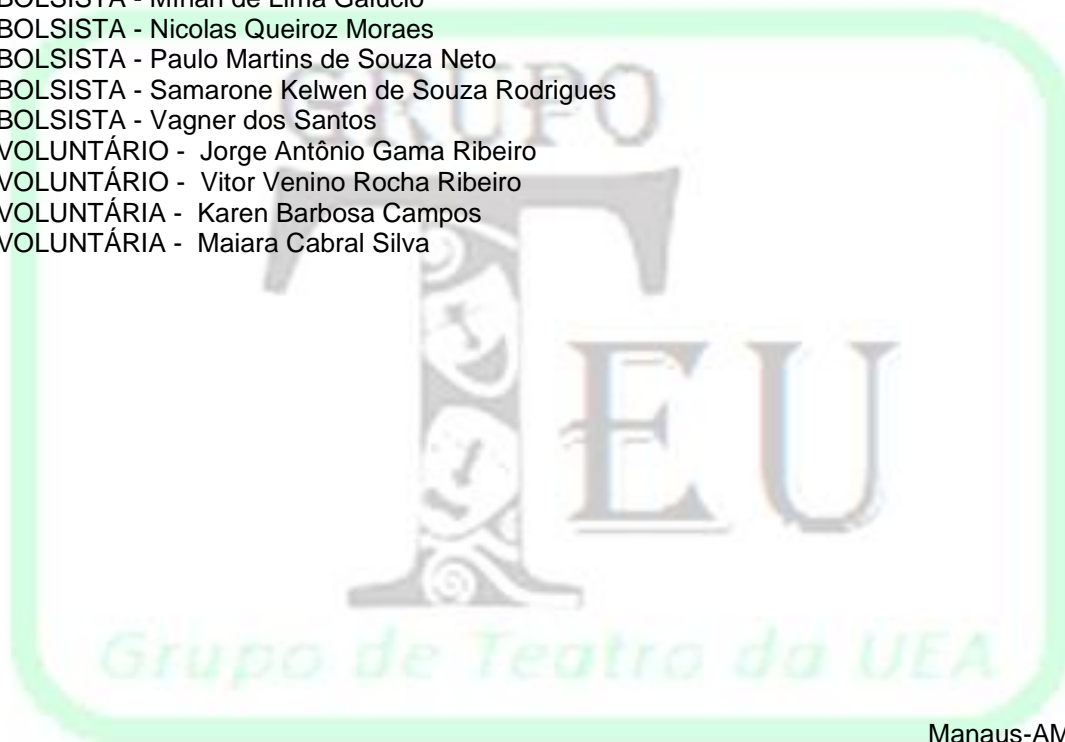 BOLSISTA - Nicolas Queiroz Moraes
BOLSISTA - Paulo Martins de Souza Neto
BOLSISTA - Samarone Kelwen de Souza Rodrigues
BOLSISTA - Vagner dos Santos
VOLUNTÁRIO -  Jorge Antônio Gama Ribeiro
VOLUNTÁRIO -  Vitor Venino Rocha Ribeiro
VOLUNTÁRIA -  Karen Barbosa Campos
VOLUNTÁRIA -  Maiara Cabral Silva
GRUPO
TEU
Grupo de Teatro da UEA
Manaus-AM